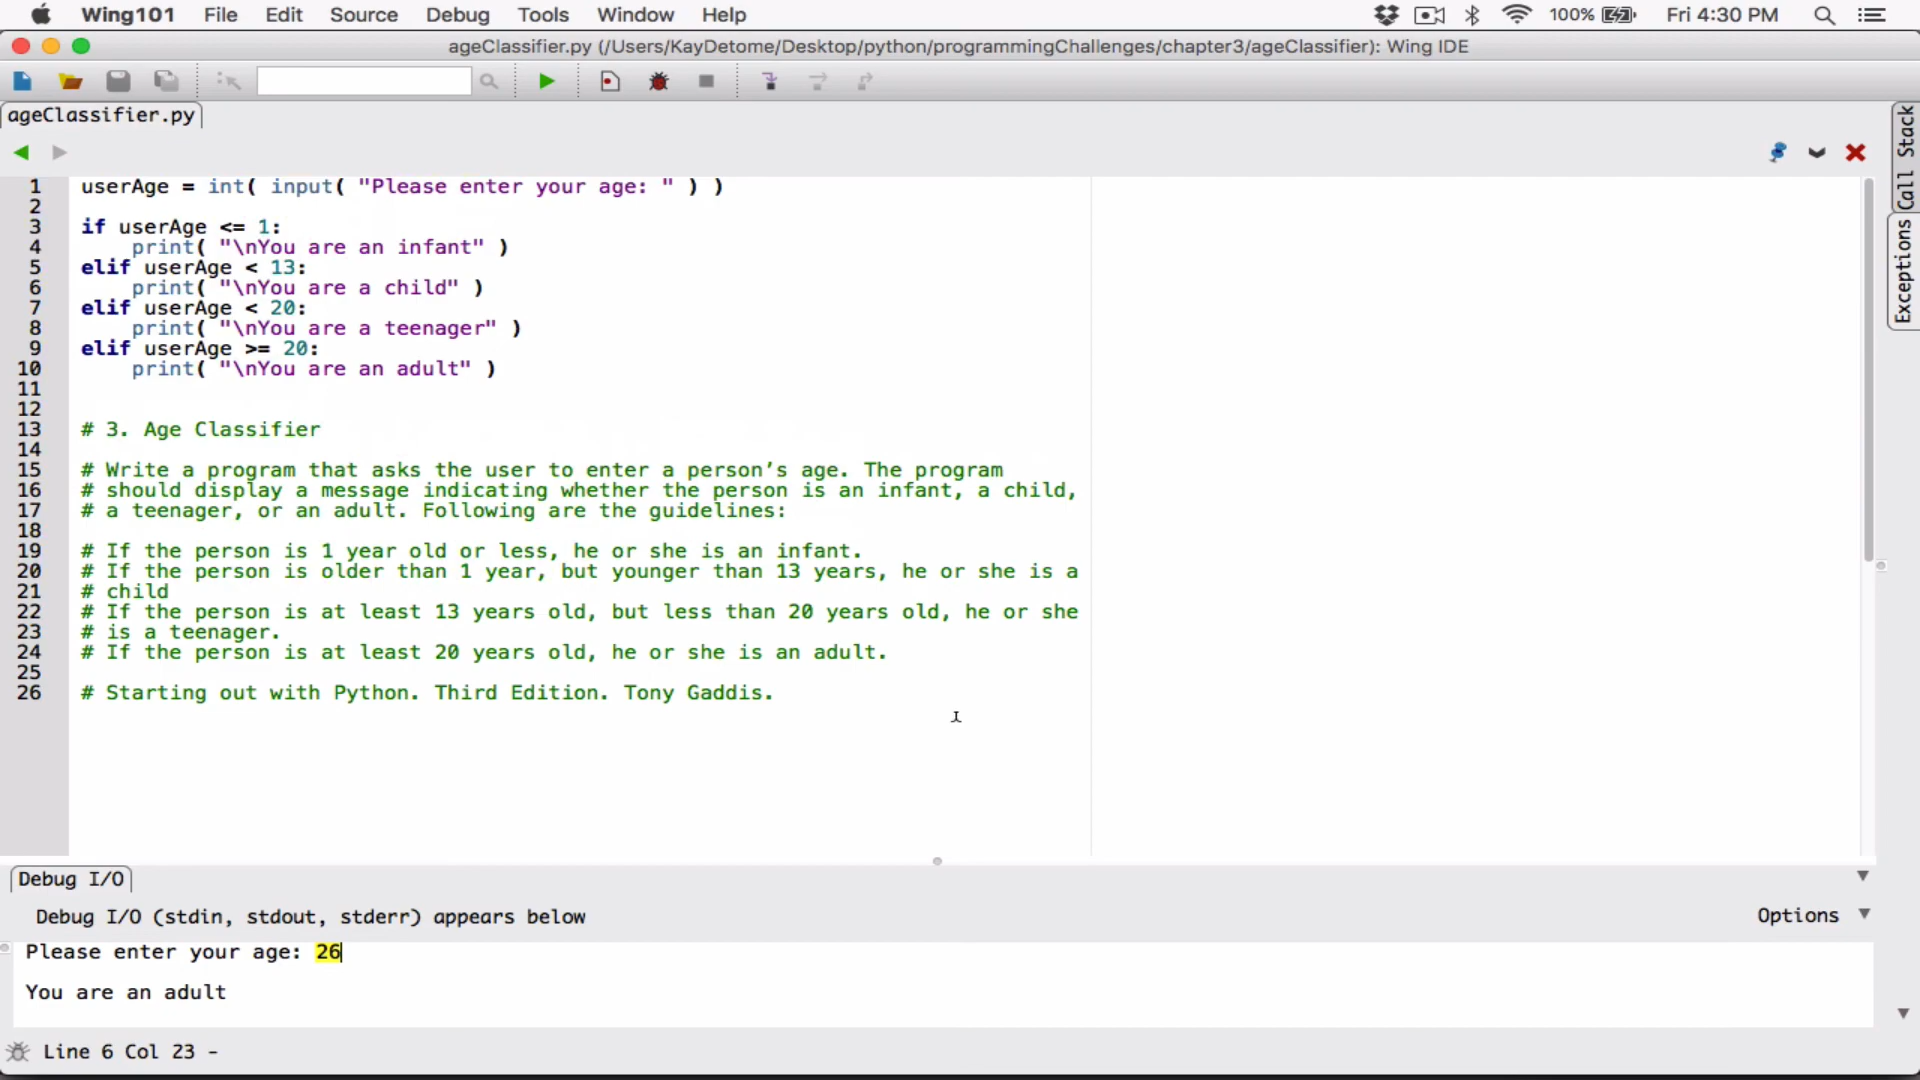 Wing101 File Edit Source Debug Tools Window Help 100% Fri 4:30 PM
ageClassifier.py (/Users/KayDetome/Desktop/python/programmingChallenges/chapter3/ageClassifier): Wing IDE
ageClassifier.py
Call Stack
Exceptions
1 userAge = int( input( "Please enter your age: " ) )
2
3 if userAge <= 1:
4 print( "\nYou are an infant" )
5 elif userAge < 13:
6 print( "\nYou are a child" )
7 elif userAge < 20:
8 print( "\nYou are a teenager" )
9 elif userAge >= 20:
10 print( "\nYou are an adult" )
11
12
13 # 3. Age Classifier
14
15 # Write a program that asks the user to enter a person’s age. The program
16 # should display a message indicating whether the person is an infant, a child,
17 # a teenager, or an adult. Following are the guidelines:
18
19 # If the person is 1 year old or less, he or she is an infant.
20 # If the person is older than 1 year, but younger than 13 years, he or she is a
21 # child
22 # If the person is at least 13 years old, but less than 20 years old, he or she
23 # is a teenager.
24 # If the person is at least 20 years old, he or she is an adult.
25
26 # Starting out with Python. Third Edition. Tony Gaddis.
Debug I/O
Debug I/O (stdin, stdout, stderr) appears below Options
Please enter your age: 26
You are an adult
Line 6 Col 23 -